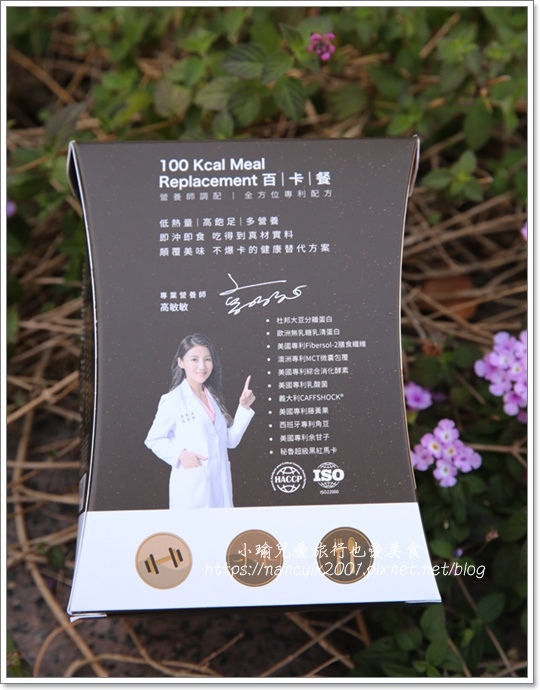 100 Kcal Meal
Replacement 百|卡|餐
營養師調配 | 全方位專利配方
低熱量|高飽足|多營養
即沖即食 吃得到真材實料
顛覆美味 不爆卡的健康替代方案
專業營養師
高敏敏
• 杜邦大豆分離蛋白
• 歐洲無乳糖乳清蛋白
• 美國專利Fibersol-2膳食纖維
• 澳洲專利MCT微囊包覆
• 美國專利綜合消化酵素
• 美國專利乳酸菌
• 義大利CAFFSHOCK®
• 美國專利藤黃果
• 西班牙專利角豆
• 美國專利余甘子
• 秘魯超級黑紅馬卡
HACCP
ISO
ISO22000
小瑜兒童旅行也愛美食
https://nancylk2001.pixnet.net/blog